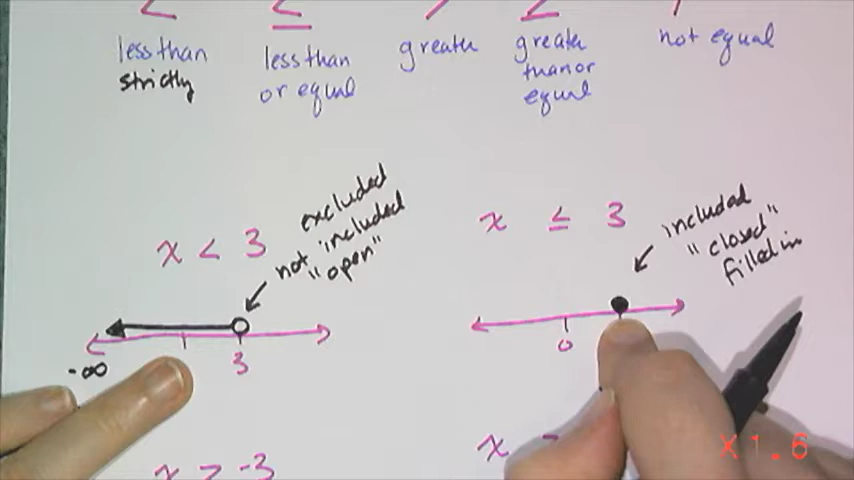 < ≤ > ≥
less than
strictly
less than
or equal
greater
greater
than or
equal
not equal
x < 3
excluded
not included
"open"
-∞
3
x ≤ 3
included
"closed"
filled in
0
x > -3
x
X1.6